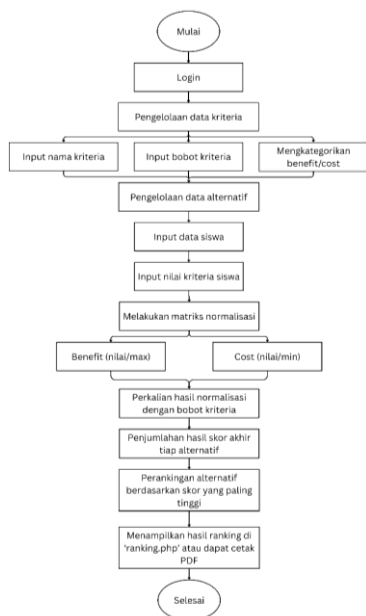 Mulai
Login
Pengelolaan data kriteria
Input nama kriteria
Input bobot kriteria
Mengkategorikan
benefit/cost
Pengelolaan data alternatif
Input data siswa
Input nilai kriteria siswa
Melakukan matriks normalisasi
Benefit (nilai/max)
Cost (nilai/min)
Perkalian hasil normalisasi
dengan bobot kriteria
Penjumlahan hasil skor akhir
tiap alternatif
Perankingan alternatif
berdasarkan skor yang paling
tinggi
Menampilkan hasil ranking di
'ranking.php' atau dapat cetak
PDF
Selesai